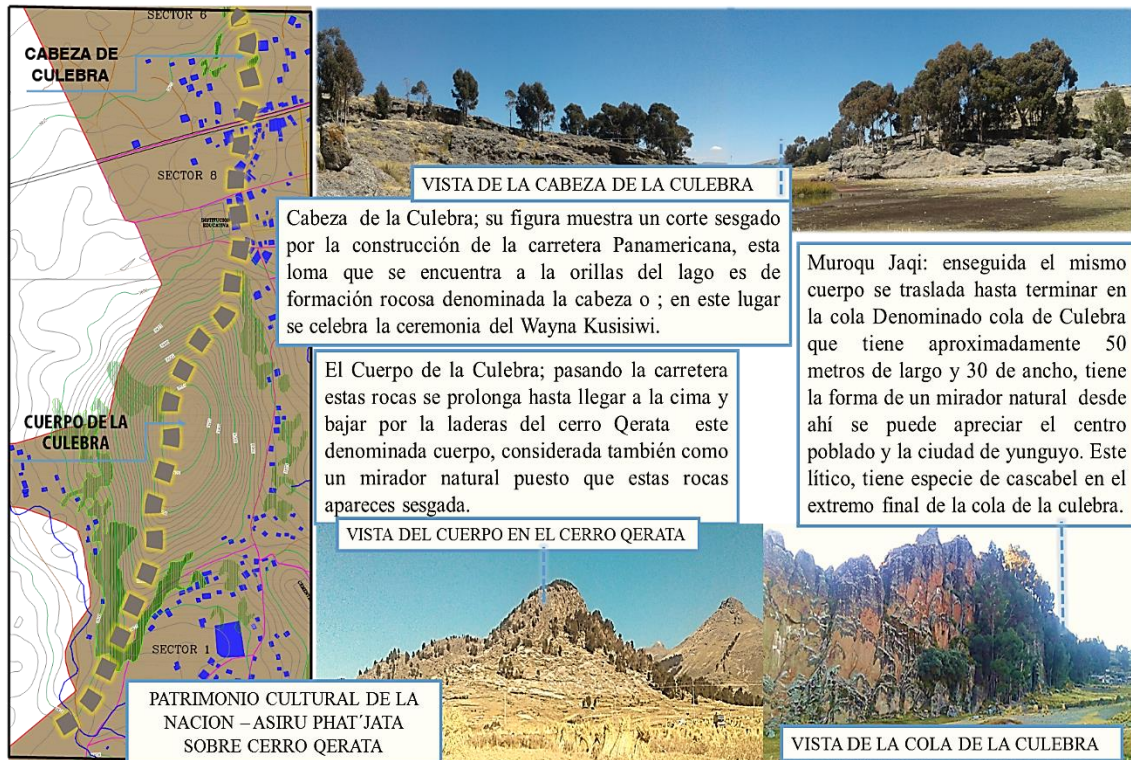 SECTOR 6
CABEZA DE
CULEBRA
SECTOR 8
INSTITUCION
EDUCATIVA
CUERPO DE LA
CULEBRA
SECTOR 1
PATRIMONIO CULTURAL DE LA
NACION – ASIRU PHAT´JATA
SOBRE CERRO QERATA
VISTA DE LA CABEZA DE LA CULEBRA
Cabeza de la Culebra; su figura muestra un corte sesgado
por la construcción de la carretera Panamericana, esta
loma que se encuentra a la orillas del lago es de
formación rocosa denominada la cabeza o ; en este lugar
se celebra la ceremonia del Wayna Kusisiwi.
El Cuerpo de la Culebra; pasando la carretera
estas rocas se prolonga hasta llegar a la cima y
bajar por la laderas del cerro Qerata este
denominada cuerpo, considerada también como
un mirador natural puesto que estas rocas
apareces sesgada.
VISTA DEL CUERPO EN EL CERRO QERATA
Muroqu Jaqi: enseguida el mismo
cuerpo se traslada hasta terminar en
la cola Denominado cola de Culebra
que tiene aproximadamente 50
metros de largo y 30 de ancho, tiene
la forma de un mirador natural desde
ahí se puede apreciar el centro
poblado y la ciudad de yunguyo. Este
lítico, tiene especie de cascabel en el
extremo final de la cola de la culebra.
VISTA DE LA COLA DE LA CULEBRA